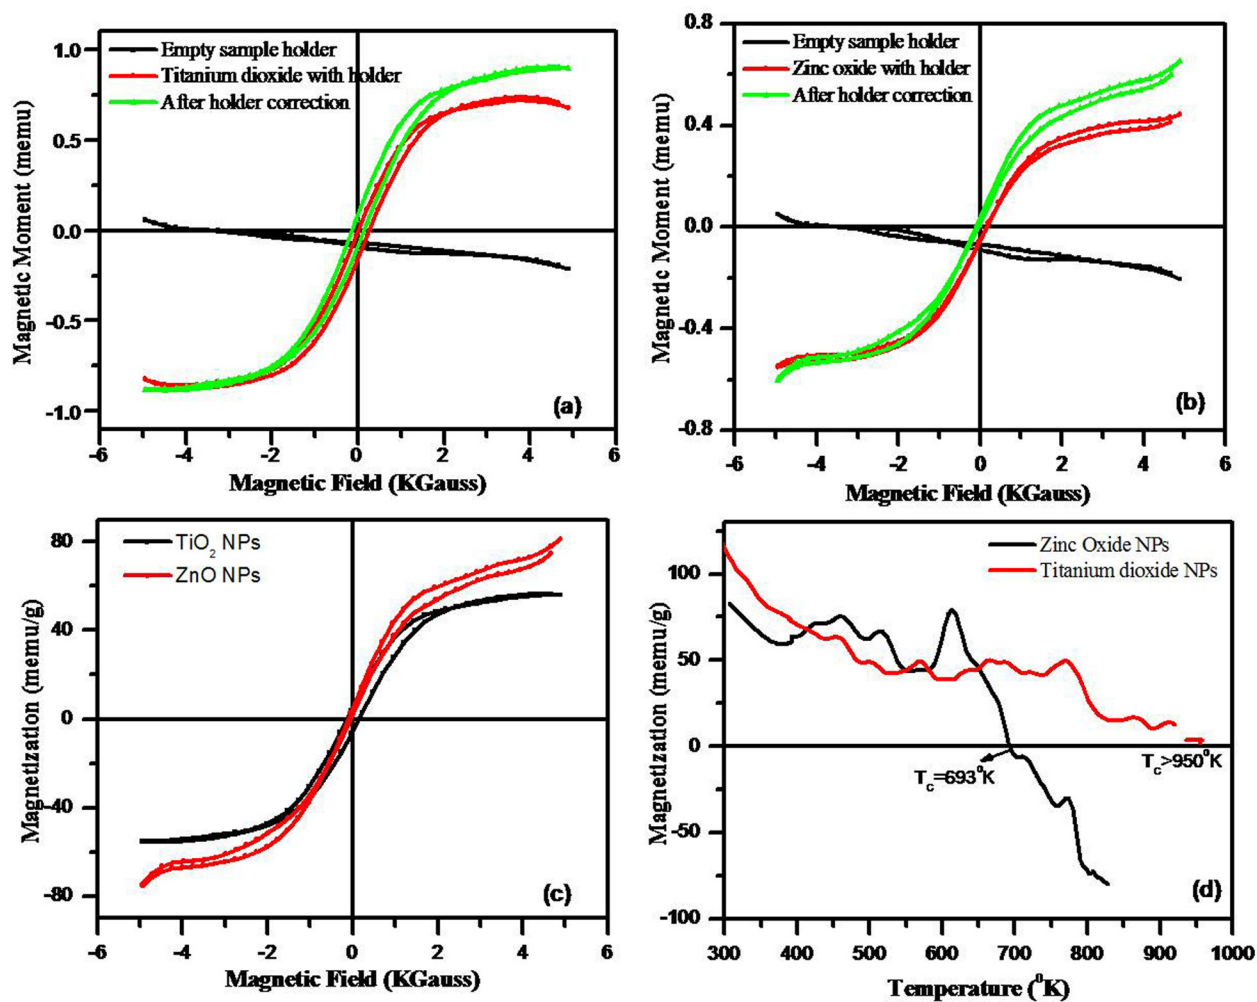 Empty sample holder
Titanium dioxide with holder
After holder correction
1.0
0.5
0.0
-0.5
-1.0
Magnetic Moment (memu)
(a)
-6 -4 -2 0 2 4 6
Magnetic Field (KGauss)
Empty sample holder
Zinc oxide with holder
After holder correction
0.8
0.4
0.0
-0.4
-0.8
Magnetic Moment (memu)
(b)
-6 -4 -2 0 2 4 6
Magnetic Field (KGauss)
TiO2 NPs
ZnO NPs
80
40
0
-40
-80
Magnetization (memu/g)
(c)
-6 -4 -2 0 2 4 6
Magnetic Field (KGauss)
Zinc Oxide NPs
Titanium dioxide NPs
100
50
0
-50
-100
Magnetization (memu/g)
Tc=693°K
Tc>950°K
(d)
300 400 500 600 700 800 900 1000
Temperature (°K)